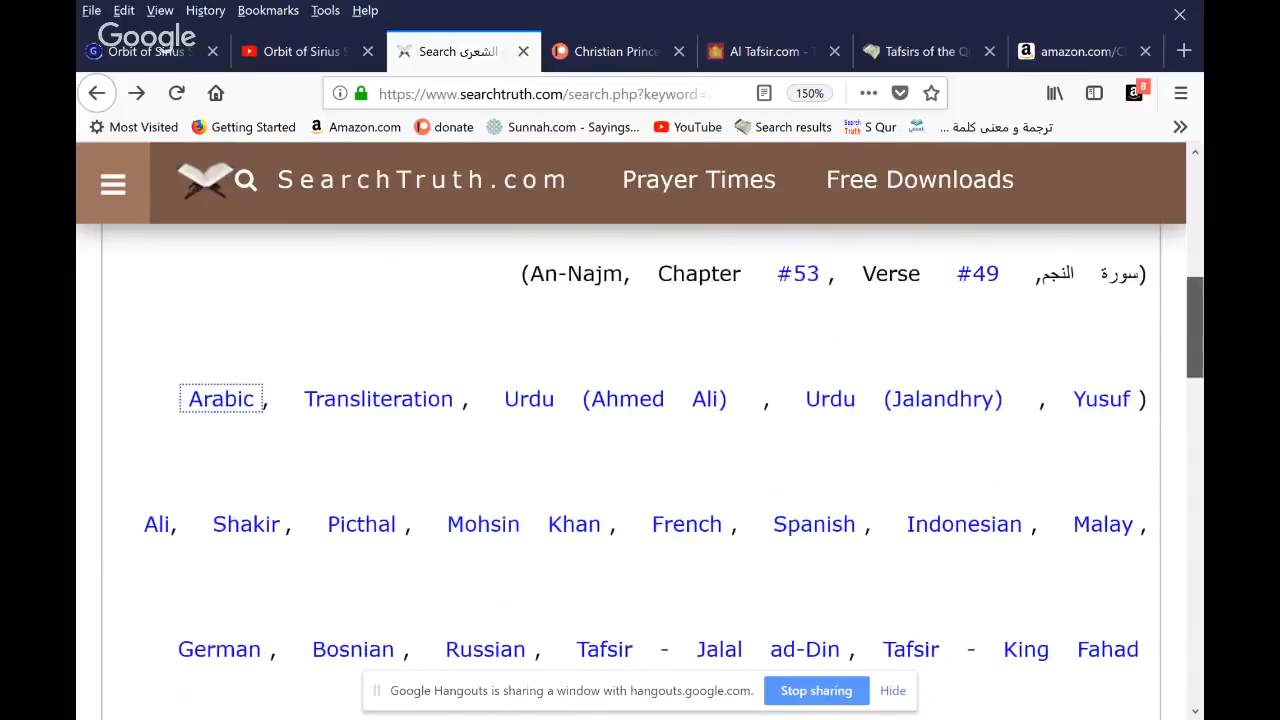 File Edit View History Bookmarks Tools Help
Google
Orbit of Sirius S
Orbit of Sirius S
Search الشعرى
Christian Prince
Al Tafsir.com - T
Tafsirs of the Q
amazon.com/C
https://www.searchtruth.com/search.php?keyword=
150%
8
Most Visited Getting Started Amazon.com donate Sunnah.com - Sayings... YouTube Search results Search Truth S Qur ترجمة و معنى كلمة ...
SearchTruth.com Prayer Times Free Downloads
(An-Najm, Chapter #53 , Verse #49 ,سورة النجم)
Arabic, Transliteration , Urdu (Ahmed Ali) , Urdu (Jalandhry) , Yusuf )
Ali, Shakir , Picthal , Mohsin Khan , French , Spanish , Indonesian , Malay ,
German , Bosnian , Russian , Tafsir - Jalal ad-Din , Tafsir - King Fahad
Google Hangouts is sharing a window with hangouts.google.com. Stop sharing Hide